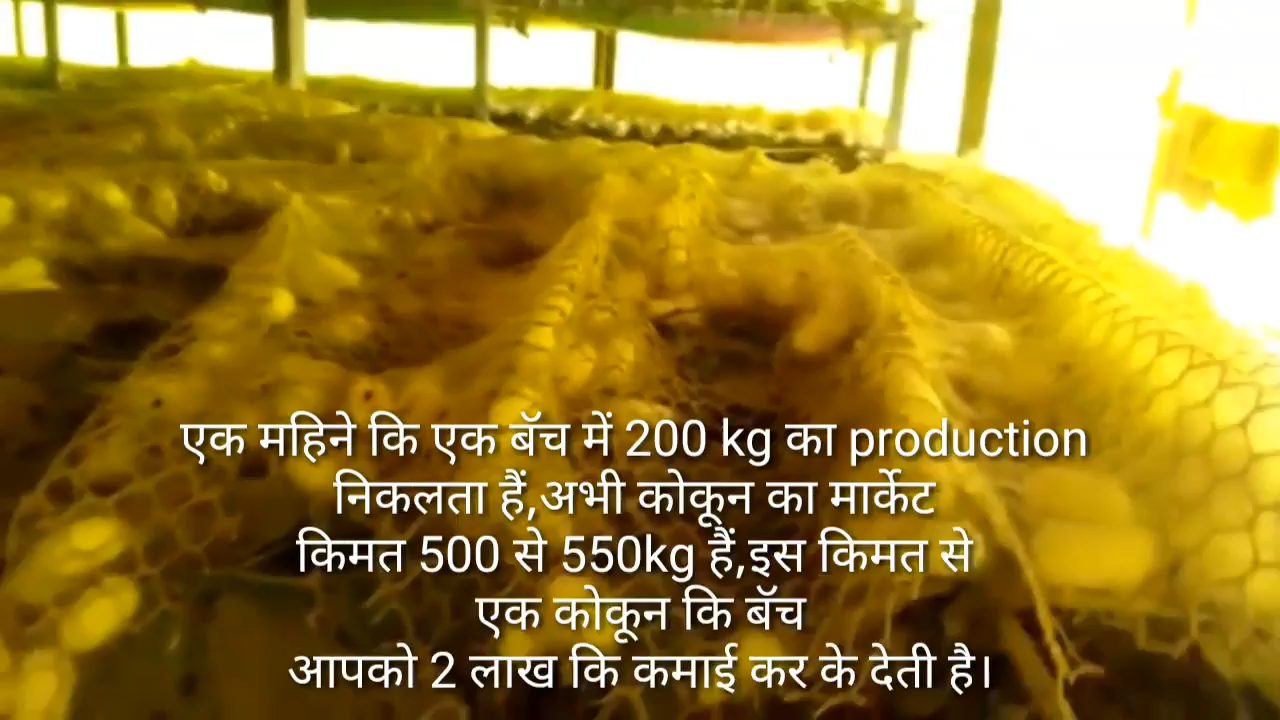 एक महिने कि एक बॅच में 200 kg का production
निकलता हैं,अभी कोकून का मार्केट
किमत 500 से 550kg हैं,इस किमत से
एक कोकून कि बॅच
आपको 2 लाख कि कमाई कर के देती है।